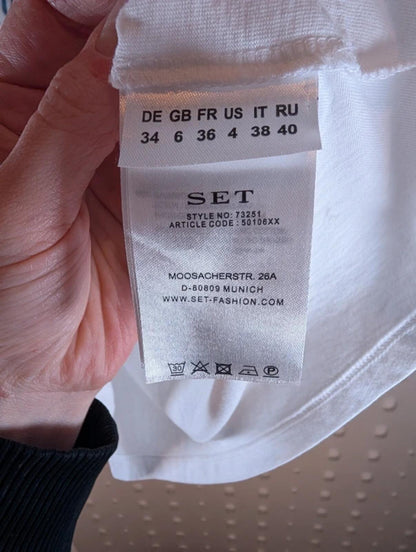 DE GB FR US IT RU
34 6 36 4 38 40
SET
STYLE NO: 73251
ARTICLE CODE : 50106XX
MOOSACHERSTR. 26A
D-80809 MUNICH
WWW.SET-FASHION.COM
30 P